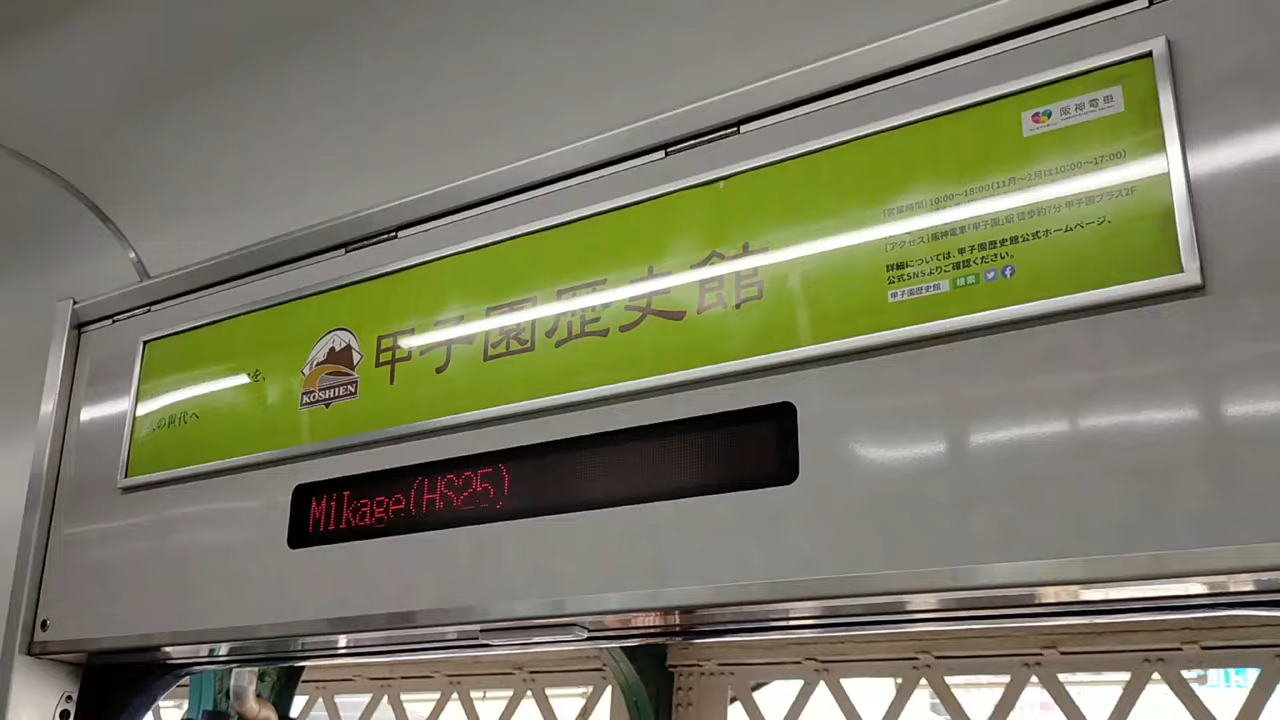 阪神電車
を、
の世代へ
KOSHIEN
甲子園歴史館
[営業時間]10:00～18:00(11月～2月は10:00～17:00)
[アクセス]阪神電車「甲子園」駅 徒歩約7分 甲子園プラス2F
詳細については、甲子園歴史館公式ホームページ、
公式SNSよりご確認ください。
甲子園歴史館 検索
Mikage(HS25)